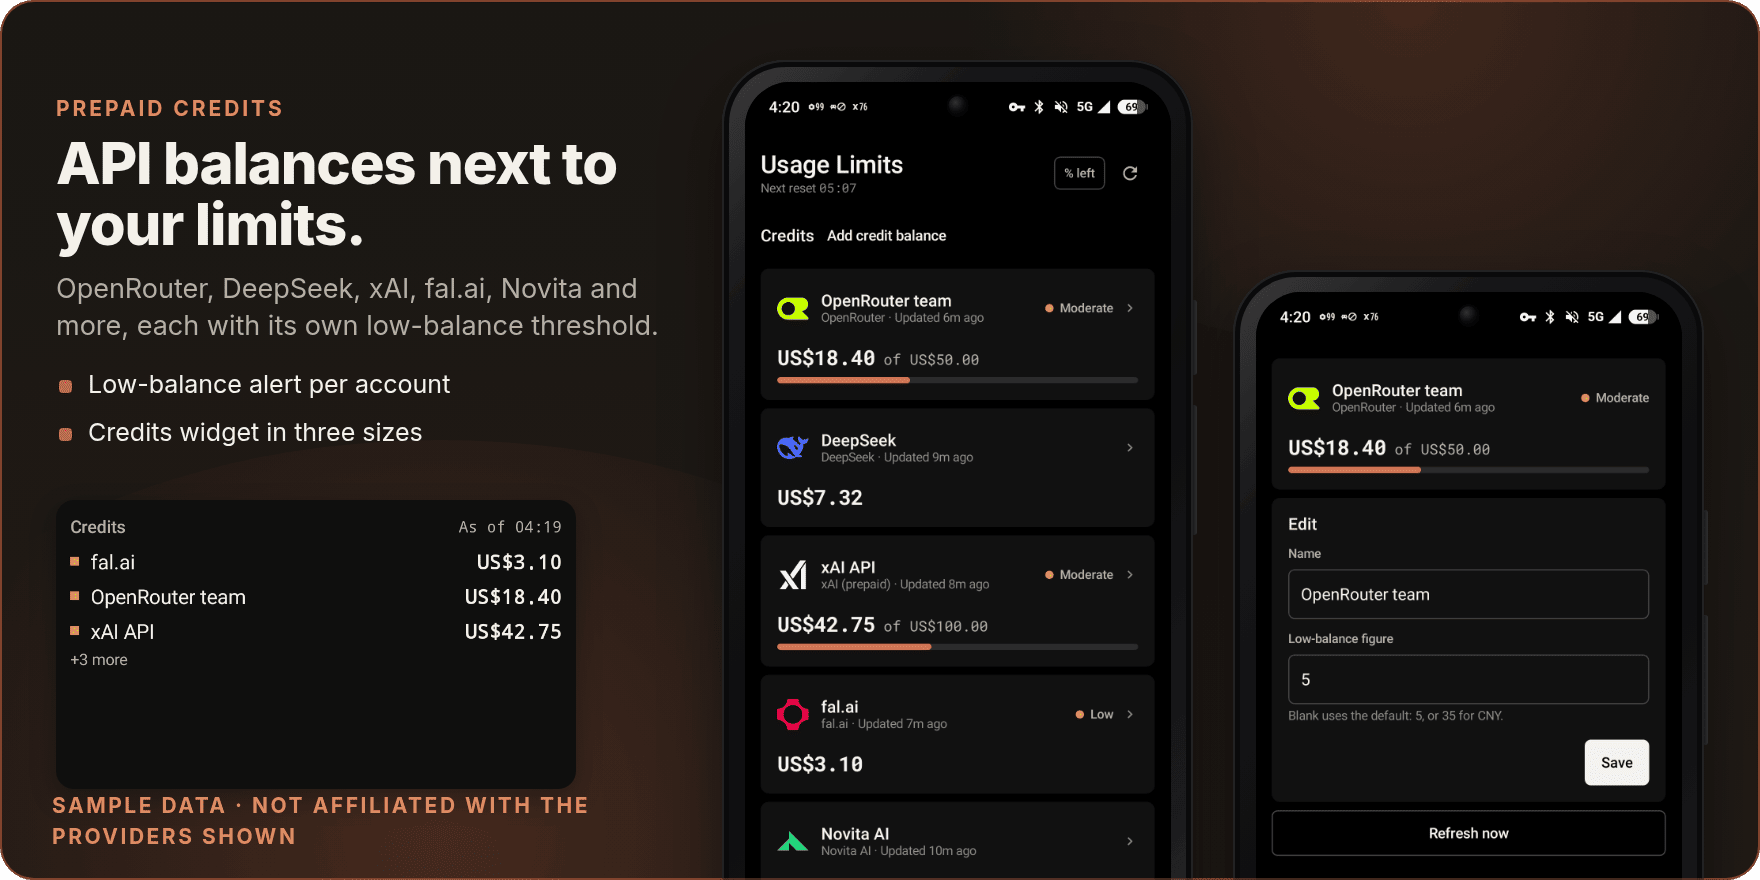 PREPAID CREDITS
API balances next to
your limits.
OpenRouter, DeepSeek, xAI, fal.ai, Novita and
more, each with its own low-balance threshold.
Low-balance alert per account
Credits widget in three sizes
Credits As of 04:19
fal.ai US$3.10
OpenRouter team US$18.40
xAI API US$42.75
+3 more
SAMPLE DATA · NOT AFFILIATED WITH THE
PROVIDERS SHOWN
4:20 99 X76 5G 69
Usage Limits
Next reset 05:07
% left
Credits Add credit balance
OpenRouter team
OpenRouter · Updated 6m ago
Moderate
US$18.40 of US$50.00
DeepSeek
DeepSeek · Updated 9m ago
US$7.32
xAI API
xAI (prepaid) · Updated 8m ago
Moderate
US$42.75 of US$100.00
fal.ai
fal.ai · Updated 7m ago
Low
US$3.10
Novita AI
Novita AI · Updated 10m ago
4:20 99 X76 5G 69
OpenRouter team
OpenRouter · Updated 6m ago
Moderate
US$18.40 of US$50.00
Edit
Name
OpenRouter team
Low-balance figure
5
Blank uses the default: 5, or 35 for CNY.
Save
Refresh now